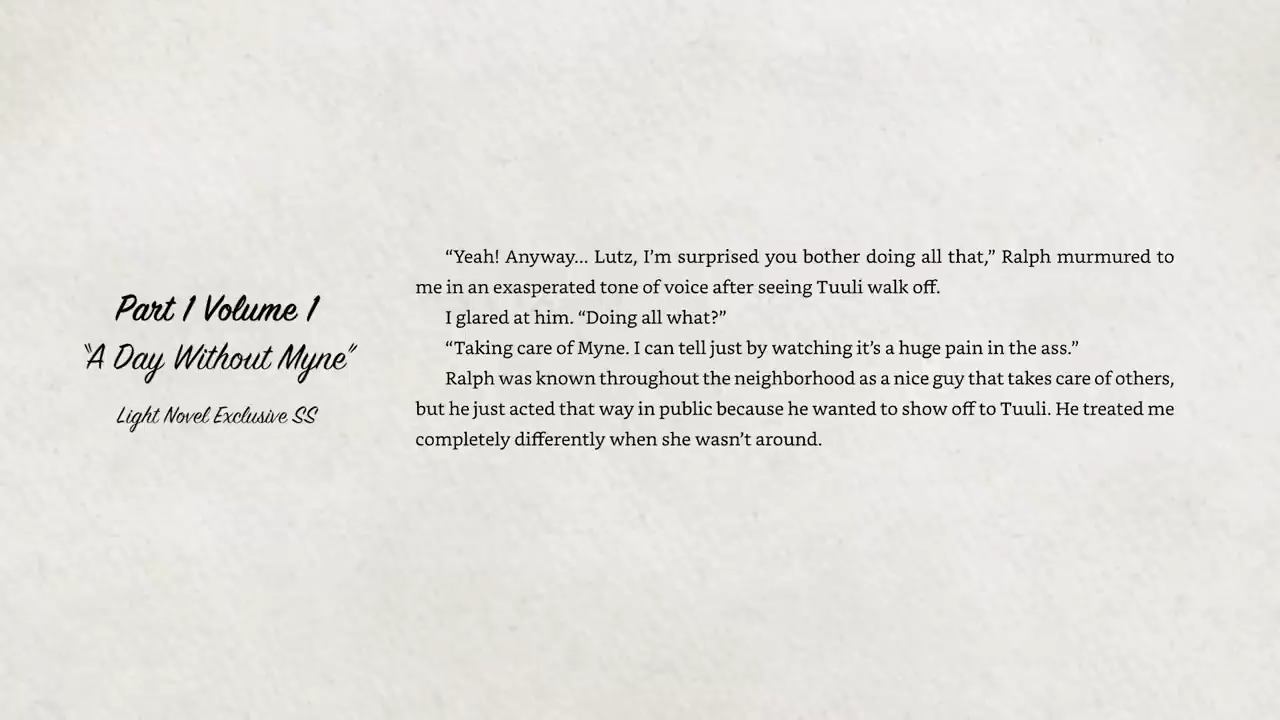 Part 1 Volume 1
“A Day Without Myne”
Light Novel Exclusive SS
“Yeah! Anyway... Lutz, I’m surprised you bother doing all that,” Ralph murmured to
me in an exasperated tone of voice after seeing Tuuli walk off.
I glared at him. “Doing all what?”
“Taking care of Myne. I can tell just by watching it’s a huge pain in the ass.”
Ralph was known throughout the neighborhood as a nice guy that takes care of others,
but he just acted that way in public because he wanted to show off to Tuuli. He treated me
completely differently when she wasn’t around.